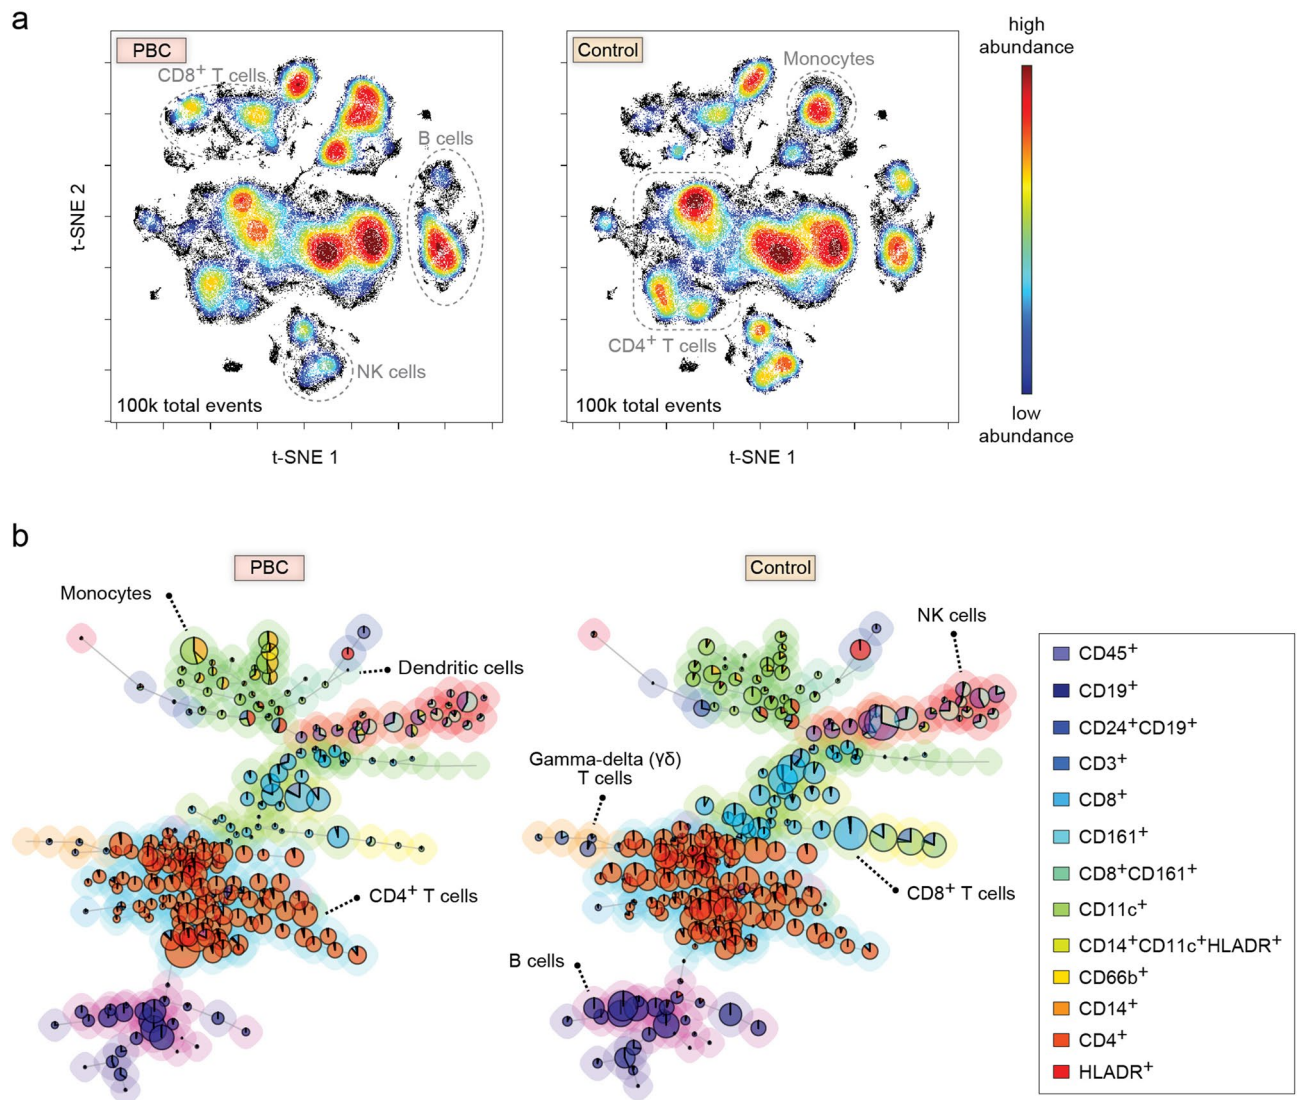 a
PBC
CD8⁺ T cells
B cells
NK cells
100k total events
t-SNE 1
t-SNE 2
Control
Monocytes
CD4⁺ T cells
100k total events
t-SNE 1
high
abundance
low
abundance
b
PBC
Monocytes
Dendritic cells
CD4⁺ T cells
Control
NK cells
Gamma-delta (γδ)
T cells
CD8⁺ T cells
B cells
CD45⁺
CD19⁺
CD24⁺CD19⁺
CD3⁺
CD8⁺
CD161⁺
CD8⁺CD161⁺
CD11c⁺
CD14⁺CD11c⁺HLADR⁺
CD66b⁺
CD14⁺
CD4⁺
HLADR⁺